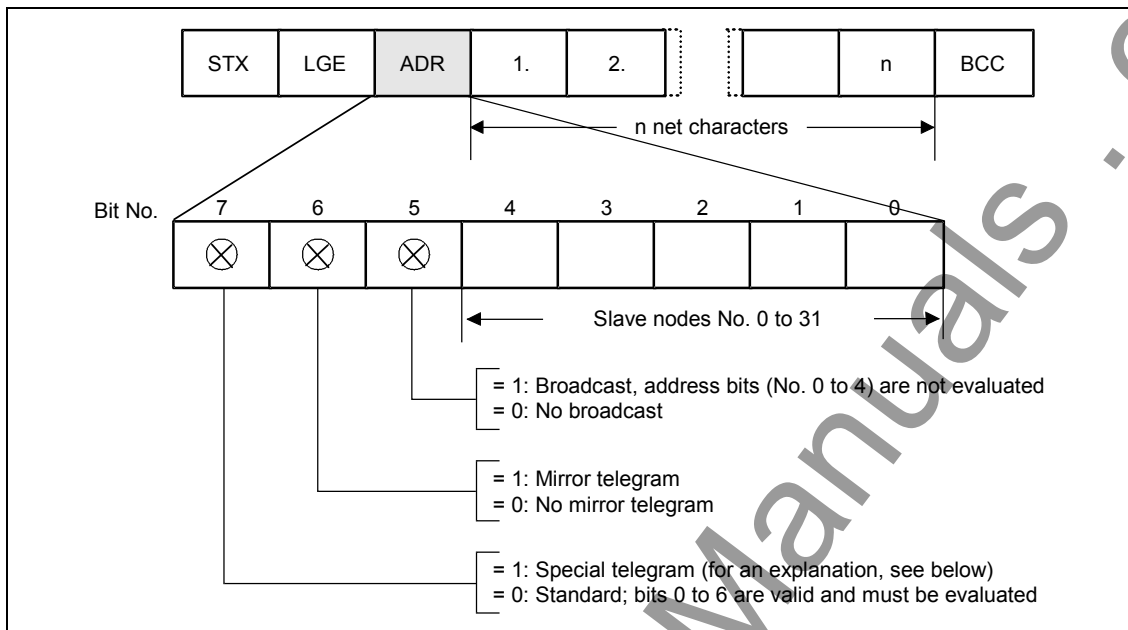 STX LGE ADR 1. 2. n BCC
n net characters
Bit No. 7 6 5 4 3 2 1 0
Slave nodes No. 0 to 31
= 1: Broadcast, address bits (No. 0 to 4) are not evaluated
= 0: No broadcast
= 1: Mirror telegram
= 0: No mirror telegram
= 1: Special telegram (for an explanation, see below)
= 0: Standard; bits 0 to 6 are valid and must be evaluated
Manuals .